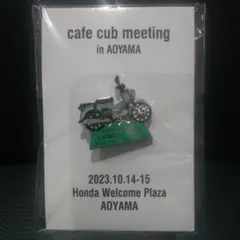 cafe cub meeting
in AOYAMA
2023.10.14-15
Honda Welcome Plaza
AOYAMA